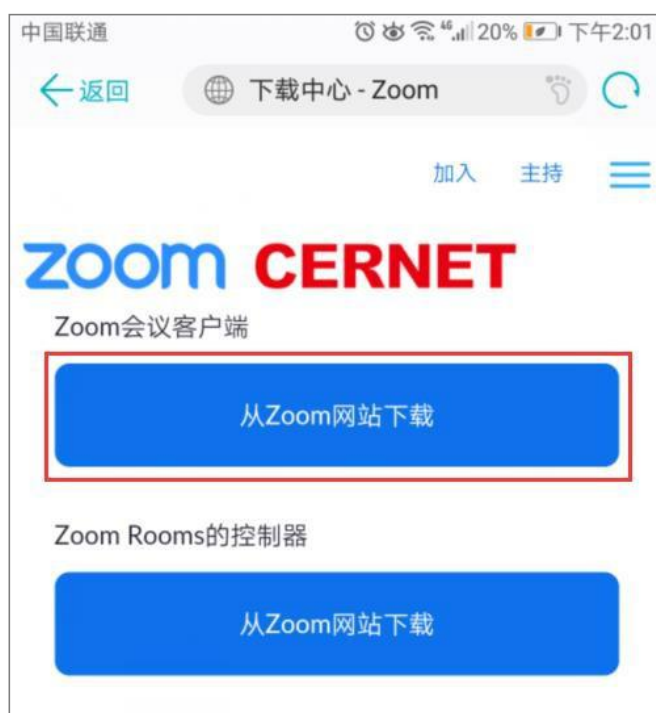 中国联通 46 20% 下午2:01
返回 下载中心 - Zoom
加入 主持
zoom CERNET
Zoom会议客户端
从Zoom网站下载
Zoom Rooms的控制器
从Zoom网站下载